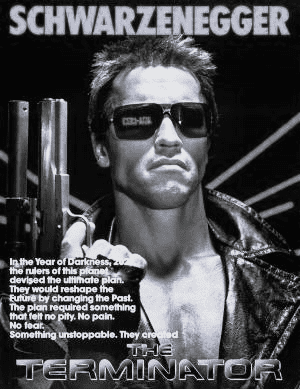 SCHWARZENEGGER
In the Year of Darkness,
the rulers of this planet
devised the ultimate plan.
They would reshape the
Future by changing the Past.
The plan required something
that felt no pity. No pain.
No fear.
Something unstoppable. They created
THE
TERMINATOR